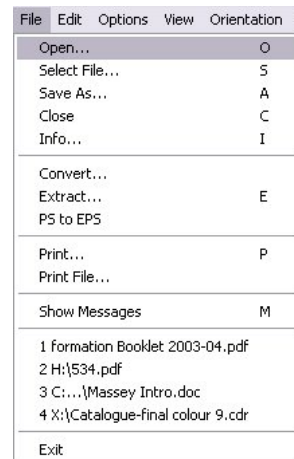 File Edit Options View Orientation
Open... O
Select File... S
Save As... A
Close C
Info... I
Convert...
Extract... E
PS to EPS
Print... P
Print File...
Show Messages M
1 formation Booklet 2003-04.pdf
2 H:\534.pdf
3 C:...\Massey Intro.doc
4 X:\Catalogue-final colour 9.cdr
Exit